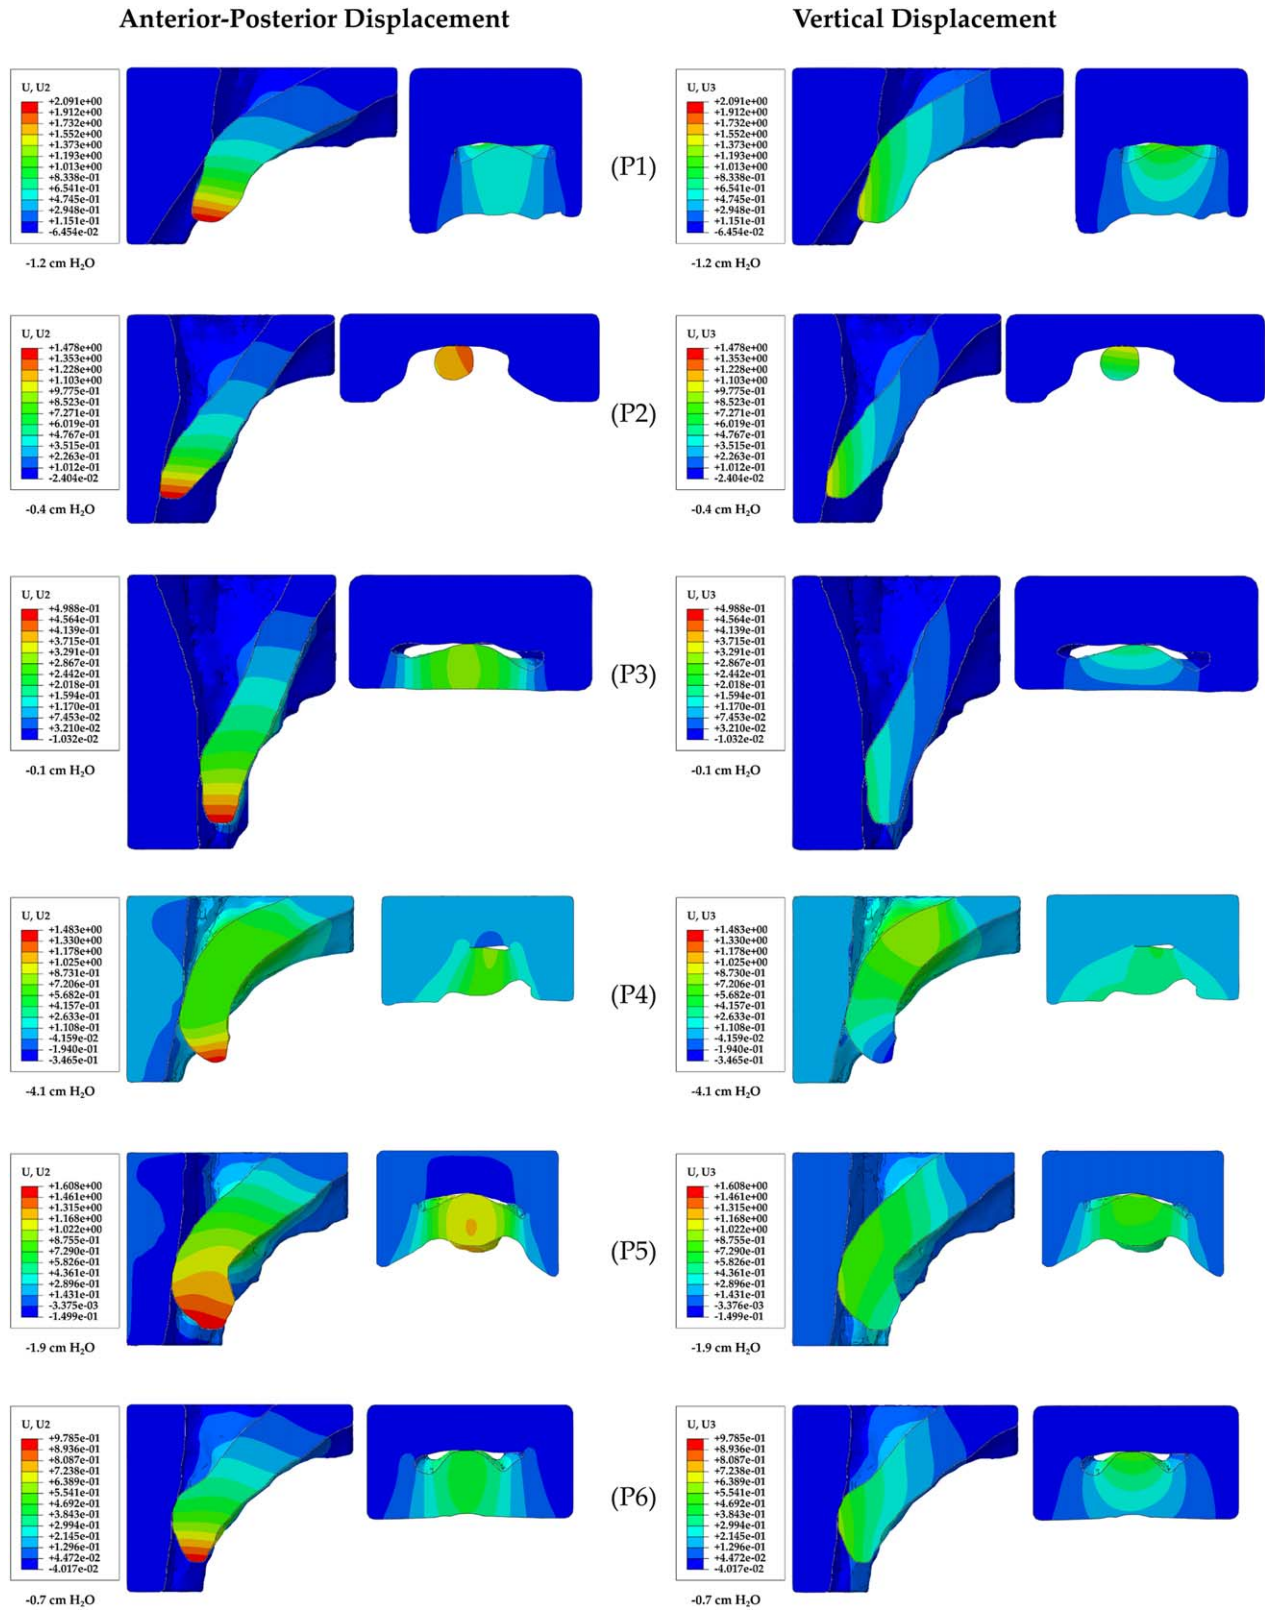 Anterior-Posterior Displacement
Vertical Displacement
U, U2
+2.091e+00
+1.912e+00
+1.732e+00
+1.552e+00
+1.373e+00
+1.193e+00
+1.013e+00
+8.338e-01
+6.541e-01
+4.745e-01
+2.948e-01
+1.151e-01
-6.454e-02
-1.2 cm H₂O
(P1)
U, U3
+2.091e+00
+1.912e+00
+1.732e+00
+1.552e+00
+1.373e+00
+1.193e+00
+1.013e+00
+8.338e-01
+6.541e-01
+4.745e-01
+2.948e-01
+1.151e-01
-6.454e-02
-1.2 cm H₂O
U, U2
+1.478e+00
+1.353e+00
+1.228e+00
+1.103e+00
+9.775e-01
+8.523e-01
+7.271e-01
+6.019e-01
+4.767e-01
+3.515e-01
+2.263e-01
+1.012e-01
-2.404e-02
-0.4 cm H₂O
(P2)
U, U3
+1.478e+00
+1.353e+00
+1.228e+00
+1.103e+00
+9.775e-01
+8.523e-01
+7.271e-01
+6.019e-01
+4.767e-01
+3.515e-01
+2.263e-01
+1.012e-01
-2.404e-02
-0.4 cm H₂O
U, U2
+4.988e-01
+4.564e-01
+4.139e-01
+3.715e-01
+3.291e-01
+2.867e-01
+2.442e-01
+2.018e-01
+1.594e-01
+1.170e-01
+7.453e-02
+3.210e-02
-1.032e-02
-0.1 cm H₂O
(P3)
U, U3
+4.988e-01
+4.564e-01
+4.139e-01
+3.715e-01
+3.291e-01
+2.867e-01
+2.442e-01
+2.018e-01
+1.594e-01
+1.170e-01
+7.453e-02
+3.210e-02
-1.032e-02
-0.1 cm H₂O
U, U2
+1.483e+00
+1.330e+00
+1.178e+00
+1.025e+00
+8.731e-01
+7.206e-01
+5.682e-01
+4.157e-01
+2.633e-01
+1.108e-01
-4.159e-02
-1.940e-01
-3.465e-01
-4.1 cm H₂O
(P4)
U, U3
+1.483e+00
+1.330e+00
+1.178e+00
+1.025e+00
+8.730e-01
+7.206e-01
+5.682e-01
+4.157e-01
+2.633e-01
+1.108e-01
-4.159e-02
-1.940e-01
-3.465e-01
-4.1 cm H₂O
U, U2
+1.608e+00
+1.461e+00
+1.315e+00
+1.168e+00
+1.022e+00
+8.755e-01
+7.290e-01
+5.826e-01
+4.361e-01
+2.896e-01
+1.431e-01
-3.375e-03
-1.499e-01
-1.9 cm H₂O
(P5)
U, U3
+1.608e+00
+1.461e+00
+1.315e+00
+1.168e+00
+1.022e+00
+8.755e-01
+7.290e-01
+5.826e-01
+4.361e-01
+2.896e-01
+1.431e-01
-3.376e-03
-1.499e-01
-1.9 cm H₂O
U, U2
+9.785e-01
+8.936e-01
+8.087e-01
+7.238e-01
+6.389e-01
+5.541e-01
+4.692e-01
+3.843e-01
+2.994e-01
+2.145e-01
+1.296e-01
+4.472e-02
-4.017e-02
-0.7 cm H₂O
(P6)
U, U3
+9.785e-01
+8.936e-01
+8.087e-01
+7.238e-01
+6.389e-01
+5.541e-01
+4.692e-01
+3.843e-01
+2.994e-01
+2.145e-01
+1.296e-01
+4.472e-02
-4.017e-02
-0.7 cm H₂O